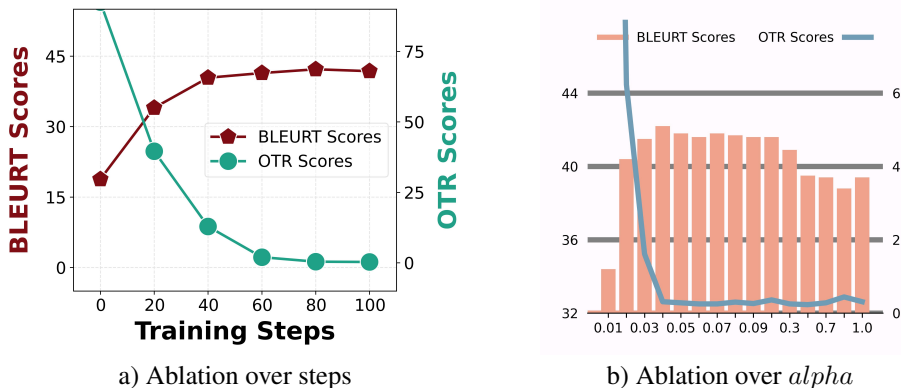 BLEURT Scores
45
30
15
0
75
50
25
0
OTR Scores
BLEURT Scores
OTR Scores
0 20 40 60 80 100
Training Steps
a) Ablation over steps
BLEURT Scores OTR Scores
44
40
36
32
6
4
2
0
0.01 0.03 0.05 0.07 0.09 0.3 0.7 1.0
b) Ablation over alpha